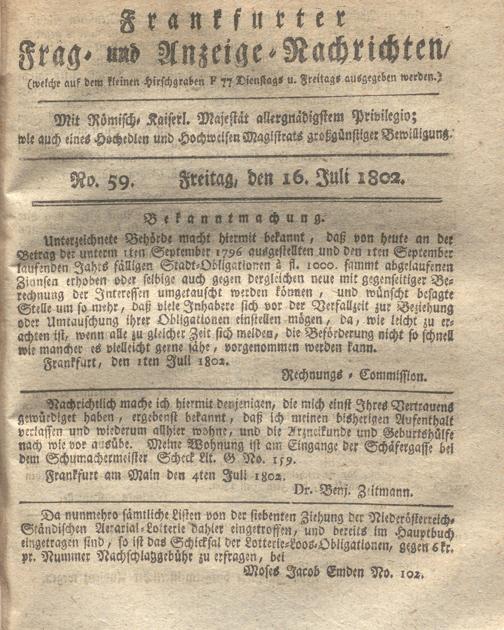 Frankfurter
Frag- und Anzeige-Nachrichten/
(welche auf dem kleinen Hirschgraben F 77 Dienstags u. Freitags ausgegeben werden.)
Mit Römisch. Kaiserl. Majestät allergnädigstem Privilegio;
wie auch eines Hochedlen und Hochweisen Magistrats großgünstiger Bewilligung.
No. 59. Freitag, den 16. Juli 1802.
Bekanntmachung.
Unterzeichnete Behörde macht hiermit bekannt, daß von heute an der
Betrag der unterm 1ten September 1796 ausgestellten und den 1ten September
laufenden Jahrs fälligen Stadt-Obligationen à fl. 1000. sammt abgelaufenen
Zinnsen erhoben oder selbige auch gegen dergleichen neue mit gegenseitiger Be-
rechnung der Interessen umgetauscht werden können, und wünscht besagte
Stelle um so mehr, daß viele Inhabere sich vor der Verfallzeit zur Beziehung
oder Umtauschung ihrer Obligationen einstellen mögen, da, wie leicht zu er-
achten ist, wenn alle zu gleicher Zeit sich melden, die Beförderung nicht so schnell
wie mancher es vielleicht gerne sähe, vorgenommen werden kann.
Frankfurt, den 1ten Juli 1802.
Rechnungs-Commission.
Nachrichtlich mache ich hiermit denjenigen, die mich einst Ihres Vertrauens
gewürdiget haben, ergebenst bekannt, daß ich meinen bisherigen Aufenthalt
verlassen und wiederum allhier wohne, und die Arzneikunde und Geburtshülfe
nach wie vor ausübe. Meine Wohnung ist am Eingange der Schäfergasse bei
dem Schumachermeister Scheck Lit. G No. 159.
Frankfurt am Main den 4ten Juli 1802.
Dr. Benj. Zeitmann.
Da nunmehro sämtliche Listen von der siebenten Ziehung der Niederösterreich-
Ständischen Aerarial-Lotterie dahier eingetroffen, und bereits im Hauptbuch
eingetragen sind, so ist das Schicksal der Lotterie-Loos-Obligationen, gegen 6 kr.
pr. Nummer Nachschlaggebühr zu erfragen, bei
Moses Jacob Emden No. 102.